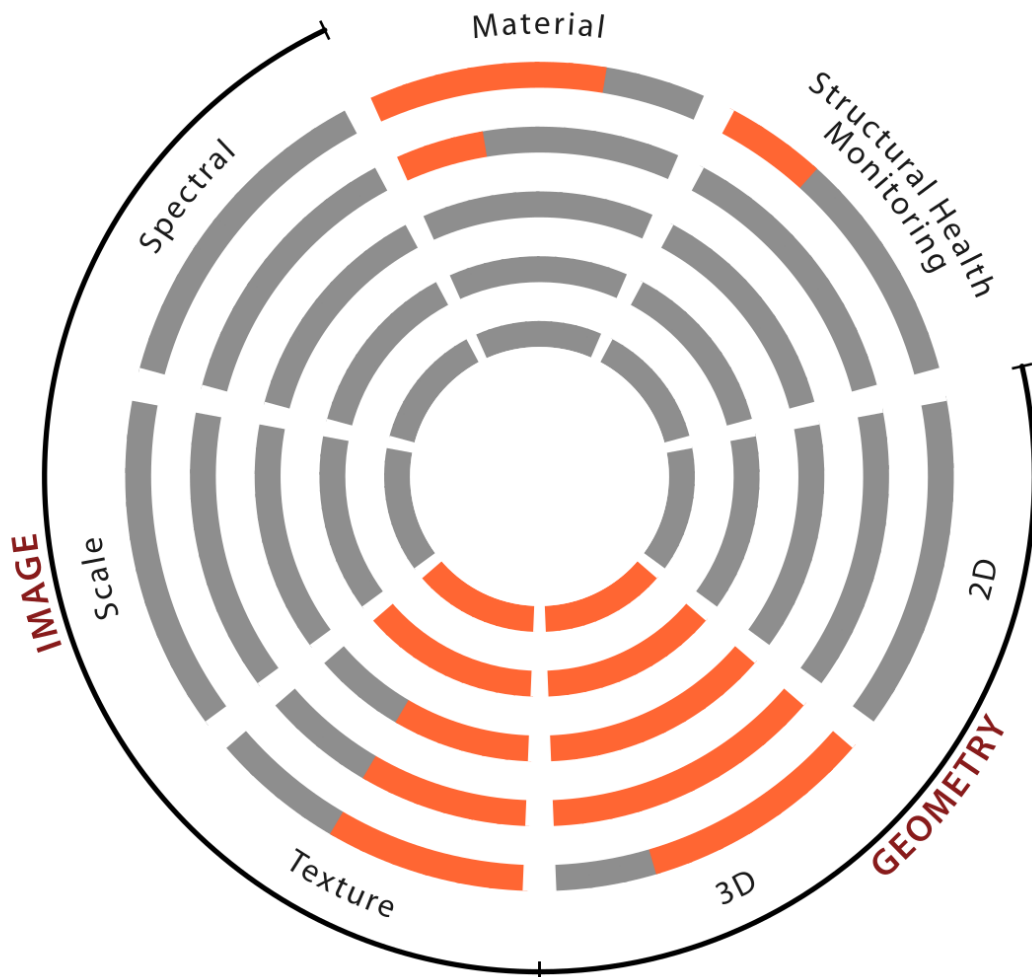 Material
Structural Health
Monitoring
Spectral
2D
IMAGE
Scale
GEOMETRY
3D
Texture